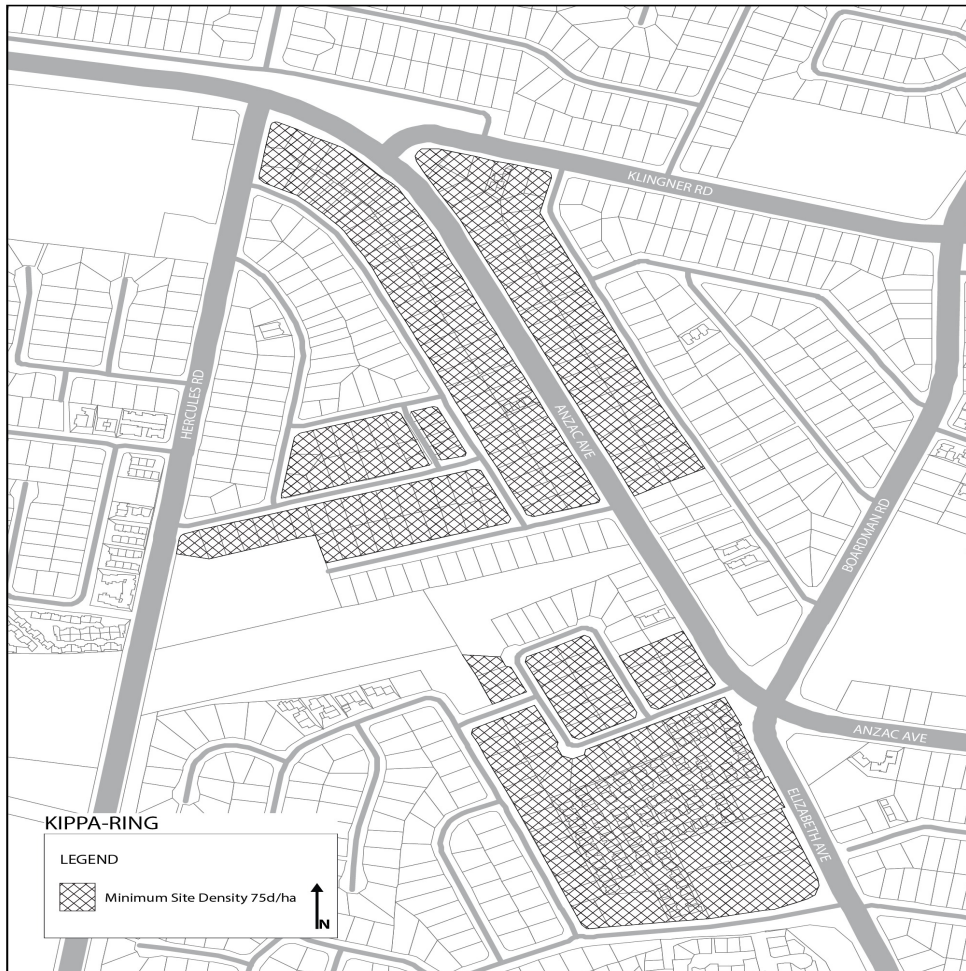 KLINGNER RD
HERCULES RD
ANZAC AVE
BOARDMAN RD
ANZAC AVE
ELIZABETH AVE
KIPPA-RING
LEGEND
Minimum Site Density 75d/ha
N